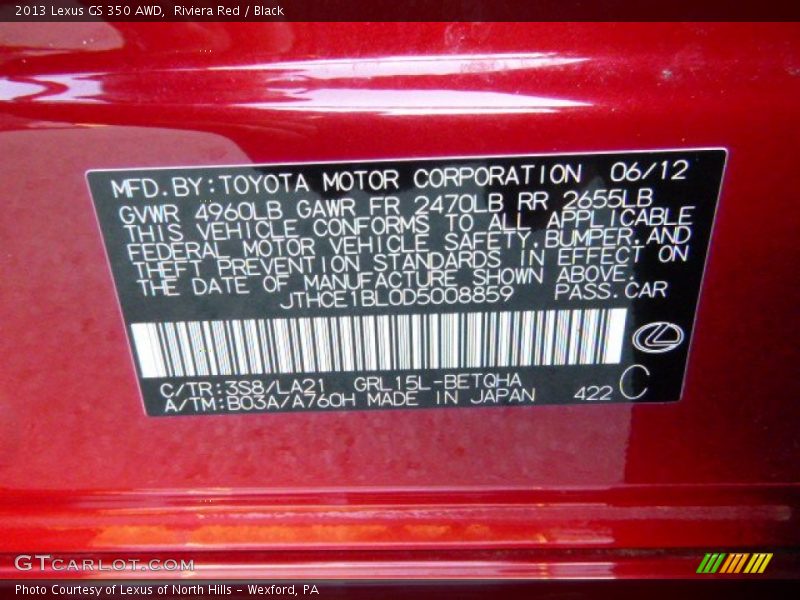 2013 Lexus GS 350 AWD,  Riviera Red / Black
MFD.BY:TOYOTA MOTOR CORPORATION 06/12
GVWR 4960LB GAWR FR 2470LB RR 2655LB
THIS VEHICLE CONFORMS TO ALL APPLICABLE
FEDERAL MOTOR VEHICLE SAFETY,BUMPER,AND
THEFT PREVENTION STANDARDS IN EFFECT ON
THE DATE OF MANUFACTURE SHOWN ABOVE.
JTHCE1BL0D5008859 PASS.CAR
C/TR:3S8/LA21 GRL15L-BETQHA
A/TM:B03A/A760H MADE IN JAPAN 422 C
GTCARLOT.COM
Photo Courtesy of Lexus of North Hills - Wexford, PA